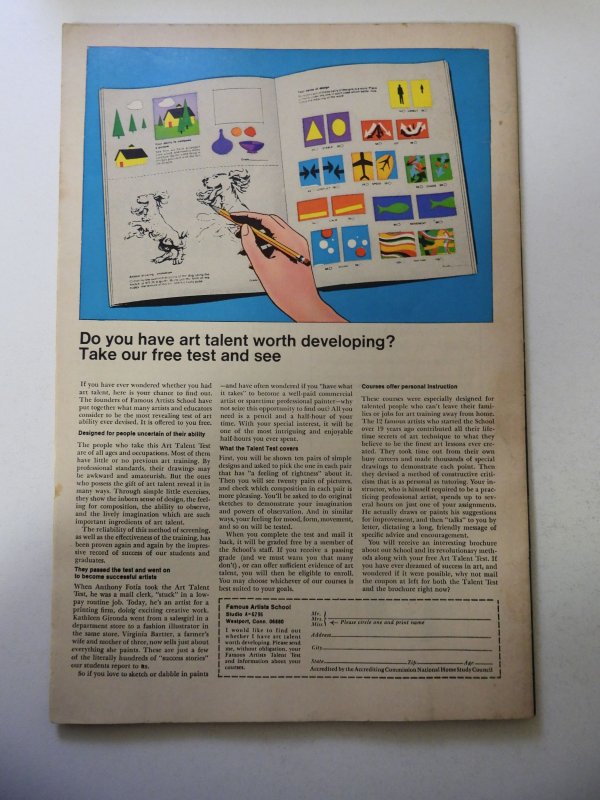 Do you have art talent worth developing?
Take our free test and see
If you have ever wondered whether you had
art talent, here is your chance to find out.
The founders of Famous Artists School have
put together what many artists and educators
consider to be the most revealing test of art
ability ever devised. It is offered to you free.
Designed for people uncertain of their ability
The people who take this Art Talent Test
are of all ages and occupations. Most of them
have little or no previous art training. By
professional standards, their drawings may
be awkward and amateurish. But the ones
who possess the gift of art talent reveal it in
many ways. Through simple little exercises,
they show the inborn sense of design, the feel-
ing for composition, the ability to observe,
and the lively imagination which are such
important ingredients of art talent.
The reliability of this method of screening,
as well as the effectiveness of the training, has
been proven again and again by the impres-
sive record of success of our students and
graduates.
They passed the test and went on
to become successful artists
When Anthony Fotia took the Art Talent
Test, he was a mail clerk, "stuck" in a low-
pay routine job. Today, he's an artist for a
printing firm, doing exciting creative work.
Kathleen Gironda went from a salesgirl in a
department store to a fashion illustrator in
the same store. Virginia Bartter, a farmer's
wife and mother of three, now sells just about
everything she paints. These are just a few
of the literally hundreds of "success stories"
our students report to us.
So if you love to sketch or dabble in paints
—and have often wondered if you "have what
it takes" to become a well-paid commercial
artist or sparetime professional painter—why
not seize this opportunity to find out? All you
need is a pencil and a half-hour of your
time. With your special interest, it will be
one of the most intriguing and enjoyable
half-hours you ever spent.
What the Talent Test covers
First, you will be shown ten pairs of simple
designs and asked to pick the one in each pair
that has "a feeling of rightness" about it.
Then you will see twenty pairs of pictures,
and check which composition in each pair is
more pleasing. You'll be asked to do original
sketches to demonstrate your imagination
and powers of observation. And in similar
ways, your feeling for mood, form, movement,
and so on will be tested.
When you complete the test and mail it
back, it will be graded free by a member of
the School's staff. If you receive a passing
grade (and we must warn you that many
don't), or can offer sufficient evidence of art
talent, you will then be eligible to enroll.
You may choose whichever of our courses is
best suited to your goals.
Courses offer personal instruction
These courses were especially designed for
talented people who can't leave their fami-
lies or jobs for art training away from home.
The 12 famous artists who started the School
over 19 years ago contributed all their life-
time secrets of art technique to what they
believe to be the finest art lessons ever cre-
ated. They took time out from their own
busy careers and made thousands of special
drawings to demonstrate each point. Then
they devised a method of constructive criti-
cism that is as personal as tutoring. Your in-
structor, who is himself required to be a prac-
ticing professional artist, spends up to sev-
eral hours on just one of your assignments.
He actually draws or paints his suggestions
for improvement, and then "talks" to you by
letter, dictating a long, friendly message of
specific advice and encouragement.
You will receive an interesting brochure
about our School and its revolutionary meth-
ods along with your free Art Talent Test. If
you have ever dreamed of success in art, and
wondered if it were possible, why not mail
the coupon at left for both the Talent Test
and the brochure right now?
Famous Artists School
Westport, Conn. 06880
I would like to find out
whether I have art talent
worth developing. Please send
me, without obligation, your
Famous Artists Talent Test
and information about your
courses.
Mr.
Mrs.
Miss
Please circle one and print name
Address
City
State Zip Age
Accredited by the Accrediting Commission National Home Study Council